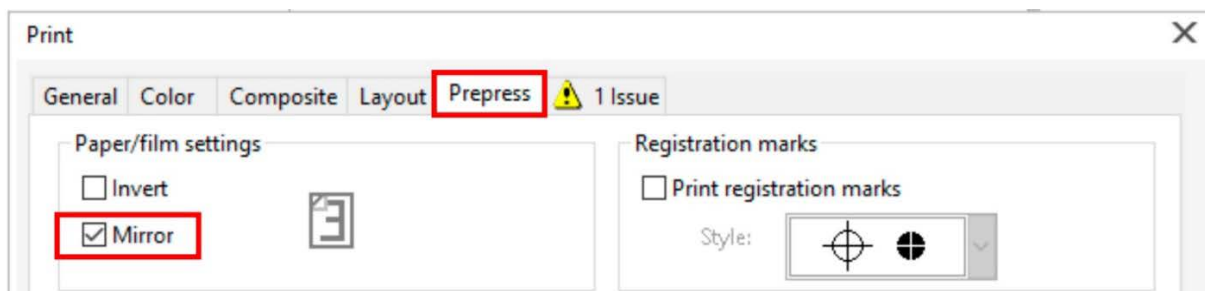 Print
General Color Composite Layout Prepress 1 Issue
Paper/film settings
Invert
Mirror
Registration marks
Print registration marks
Style: